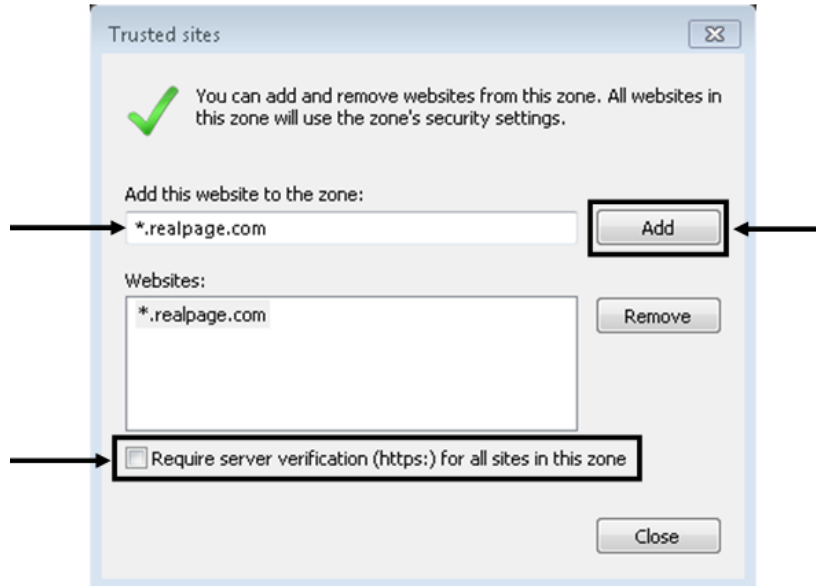 Trusted sites
You can add and remove websites from this zone. All websites in
this zone will use the zone's security settings.
Add this website to the zone:
*.realpage.com
Add
Websites:
*.realpage.com
Remove
Require server verification (https:) for all sites in this zone
Close